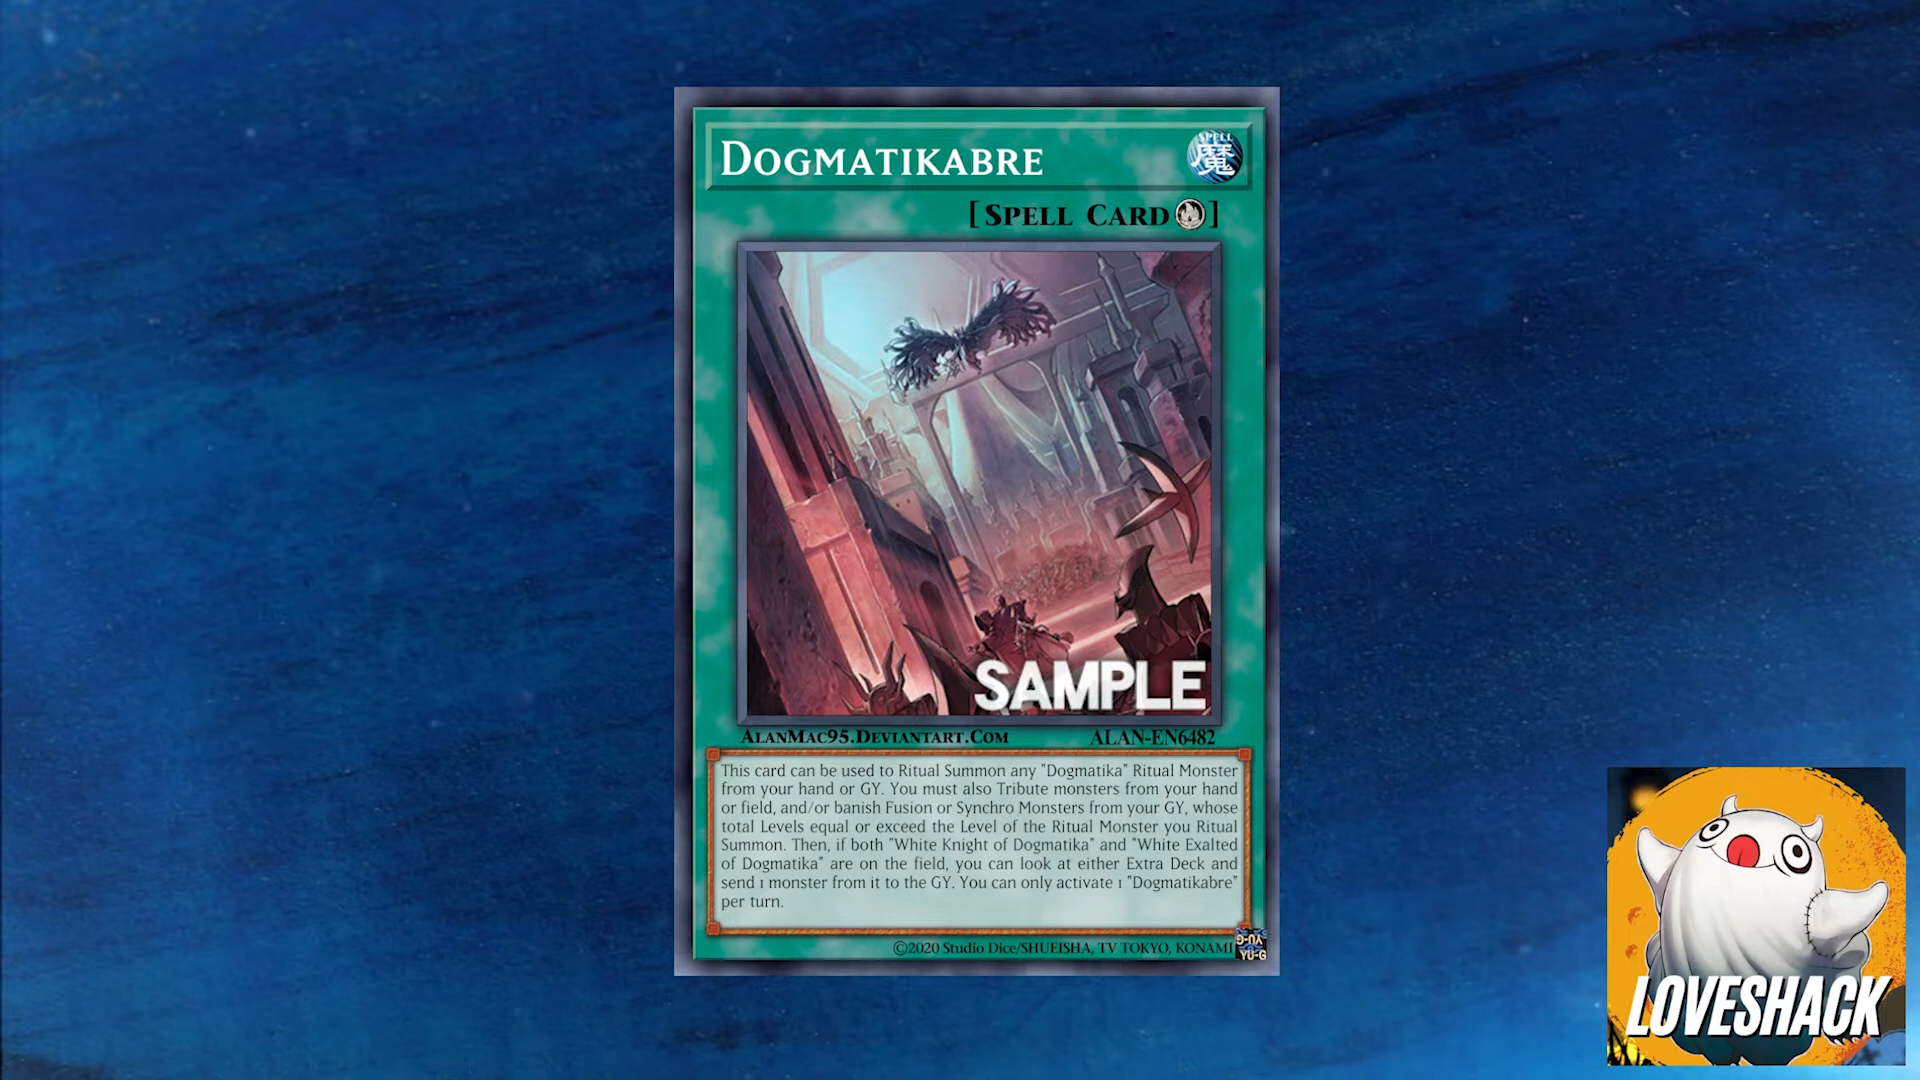 Dogmatikabre
SPELL
魔
[Spell Card]
SAMPLE
AlanMac95.Deviantart.Com
ALAN-EN6482
This card can be used to Ritual Summon any "Dogmatika" Ritual Monster
from your hand or GY. You must also Tribute monsters from your hand
or field, and/or banish Fusion or Synchro Monsters from your GY, whose
total Levels equal or exceed the Level of the Ritual Monster you Ritual
Summon. Then, if both "White Knight of Dogmatika" and "White Exalted
of Dogmatika" are on the field, you can look at either Extra Deck and
send 1 monster from it to the GY. You can only activate 1 "Dogmatikabre"
per turn.
©2020 Studio Dice/SHUEISHA, TV TOKYO, KONAMI
LOVESHACK